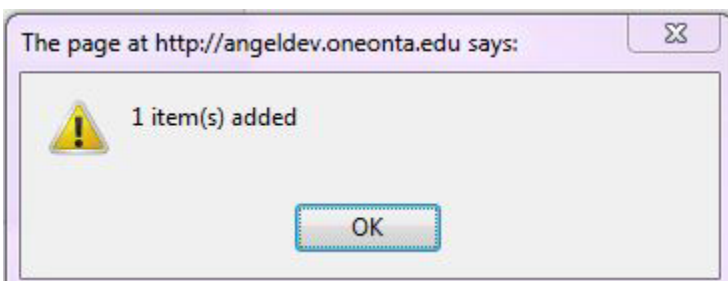 The page at http://angeldev.oneonta.edu says:
1 item(s) added
OK